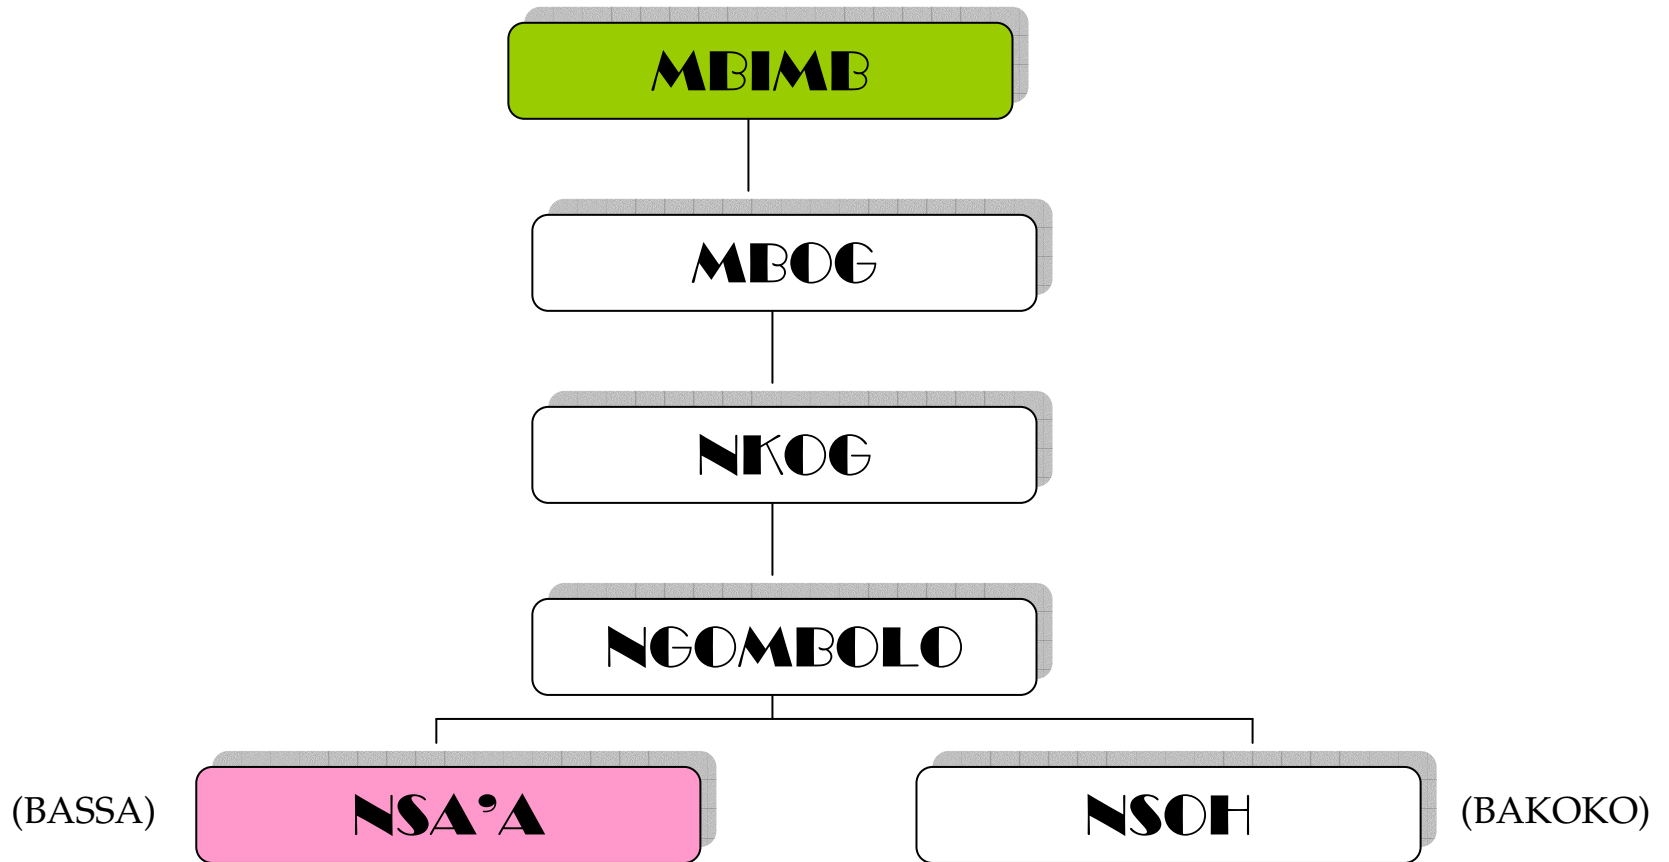 MBIMB
MBOG
NKOG
NGOMBOLO
(BASSA) NSA'A NSOH (BAKOKO)